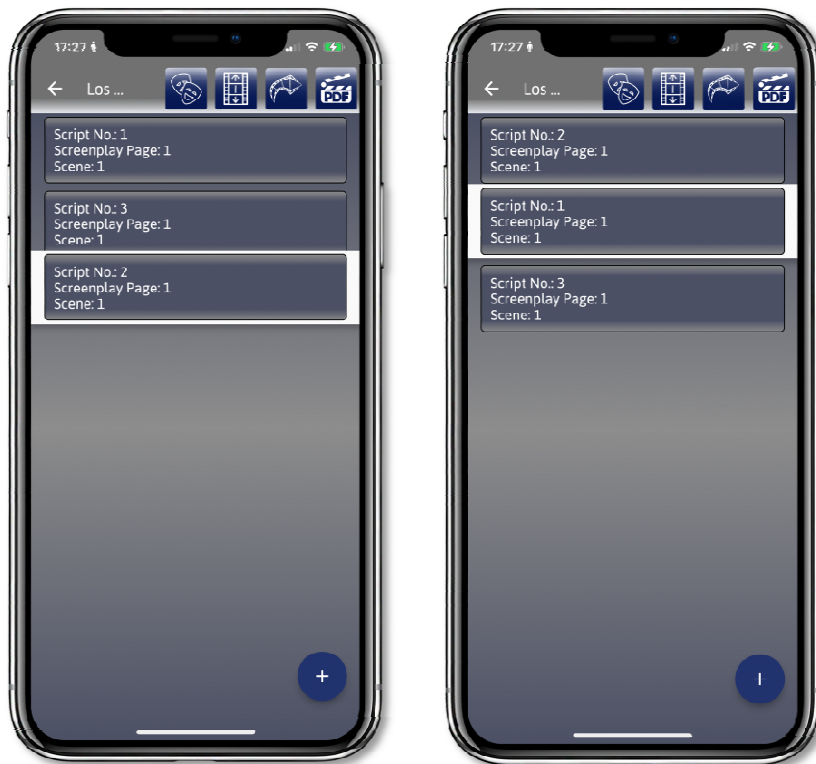 17:27
Los ...
PDF
Script No.: 1
Screenplay Page: 1
Scene: 1
Script No.: 3
Screenplay Page: 1
Scene: 1
Script No.: 2
Screenplay Page: 1
Scene: 1
+
17:27
Los ...
PDF
Script No.: 2
Screenplay Page: 1
Scene: 1
Script No.: 1
Screenplay Page: 1
Scene: 1
Script No.: 3
Screenplay Page: 1
Scene: 1